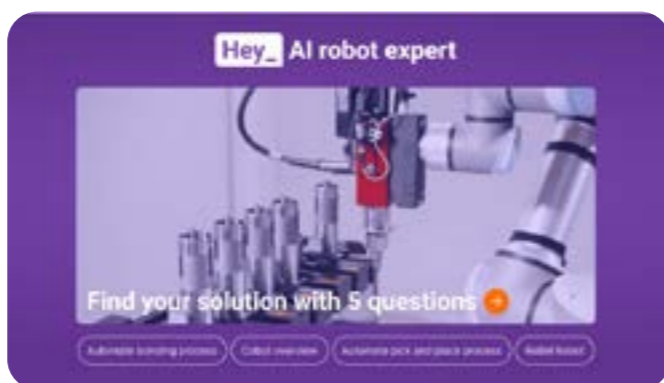 Hey_ AI robot expert
Find your solution with 5 questions
Automate bonding process Cobot overview Automate pick and place process